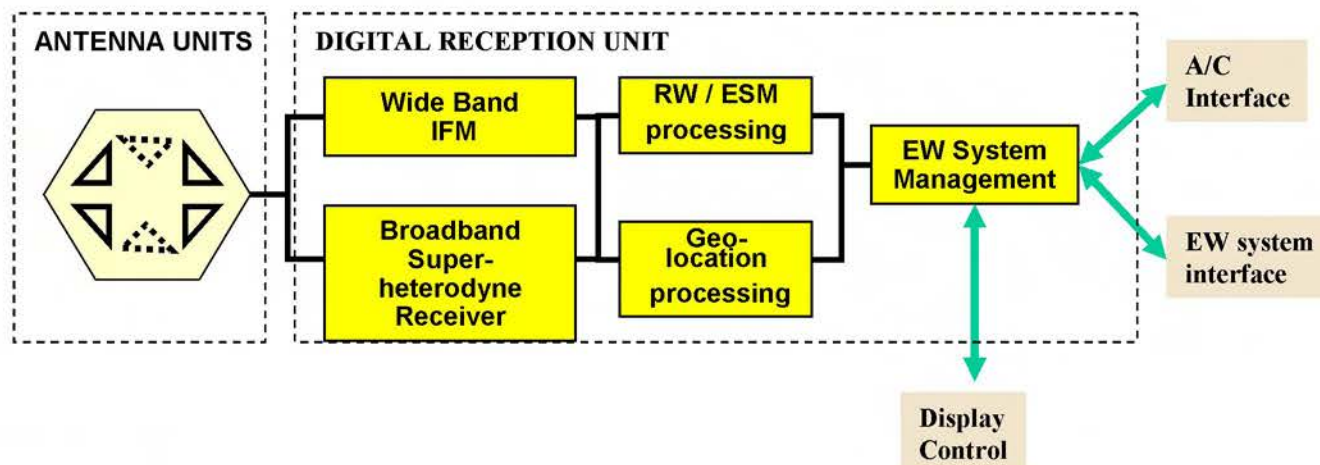 ANTENNA UNITS
DIGITAL RECEPTION UNIT
Wide Band
IFM
Broadband
Super-
heterodyne
Receiver
RW / ESM
processing
Geo-
location
processing
EW System
Management
A/C
Interface
EW system
interface
Display
Control